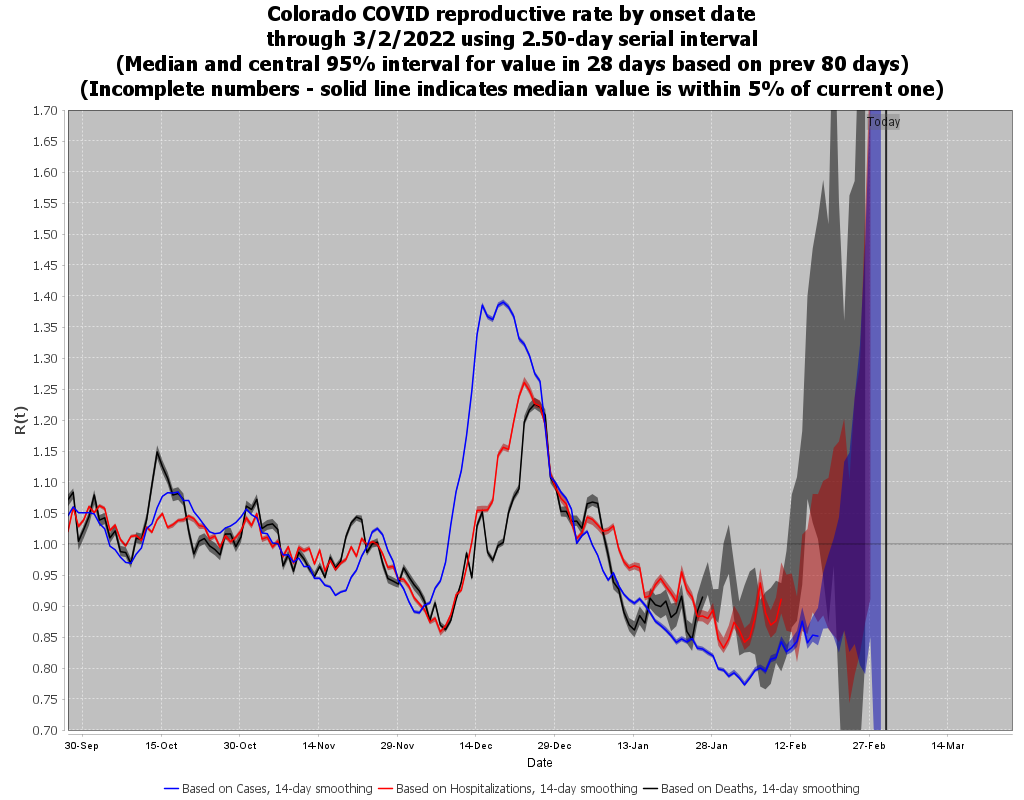 Colorado COVID reproductive rate by onset date
through 3/2/2022 using 2.50-day serial interval
(Median and central 95% interval for value in 28 days based on prev 80 days)
(Incomplete numbers - solid line indicates median value is within 5% of current one)
Today
R(t)
1.70
1.65
1.60
1.55
1.50
1.45
1.40
1.35
1.30
1.25
1.20
1.15
1.10
1.05
1.00
0.95
0.90
0.85
0.80
0.75
0.70
30-Sep 15-Oct 30-Oct 14-Nov 29-Nov 14-Dec 29-Dec 13-Jan 28-Jan 12-Feb 27-Feb 14-Mar
Date
Based on Cases, 14-day smoothing Based on Hospitalizations, 14-day smoothing Based on Deaths, 14-day smoothing